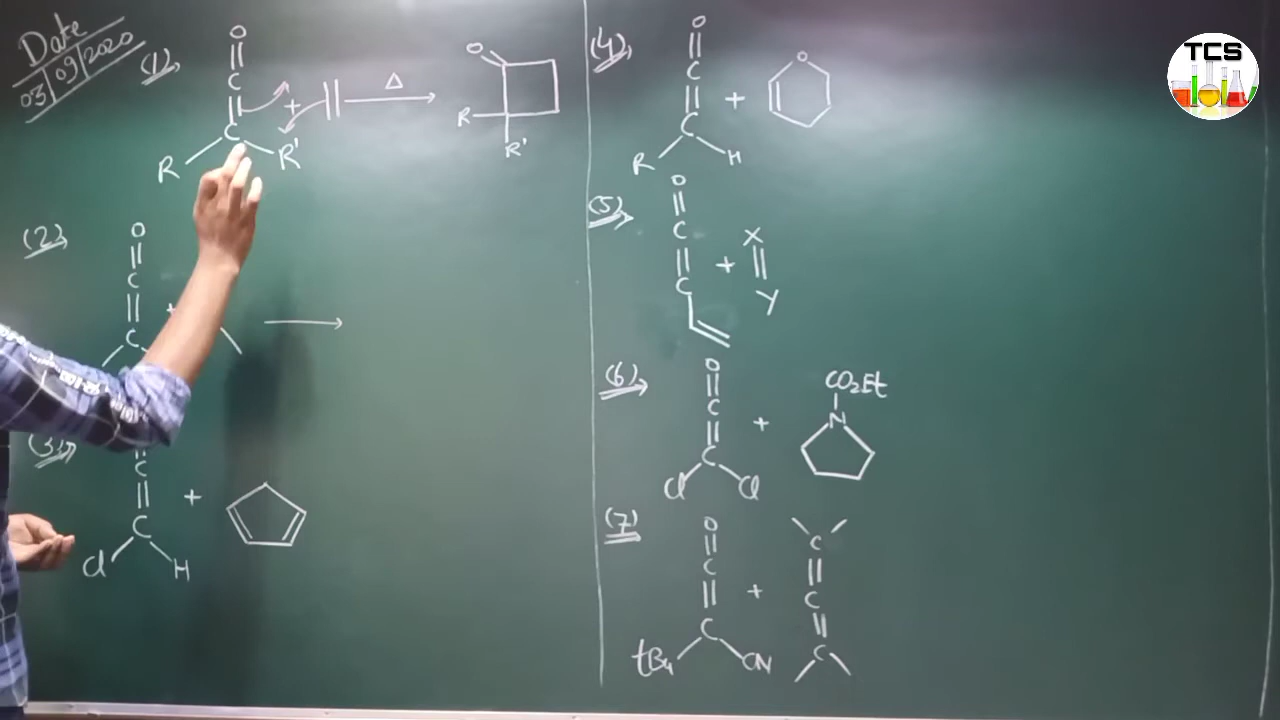 Date
03/09/2020
(1)
O
C
C
R
R'
+
Δ
O
R
R'
(2)
O
C
C
+
(3)
C
C
Cl
H
+
(4)
O
C
C
R
H
+
O
(5)
O
C
C
+
X
Y
(6)
O
C
C
Cl
Cl
+
CO2Et
N
(7)
O
C
C
tBu
CN
+
C
C
C
TCS